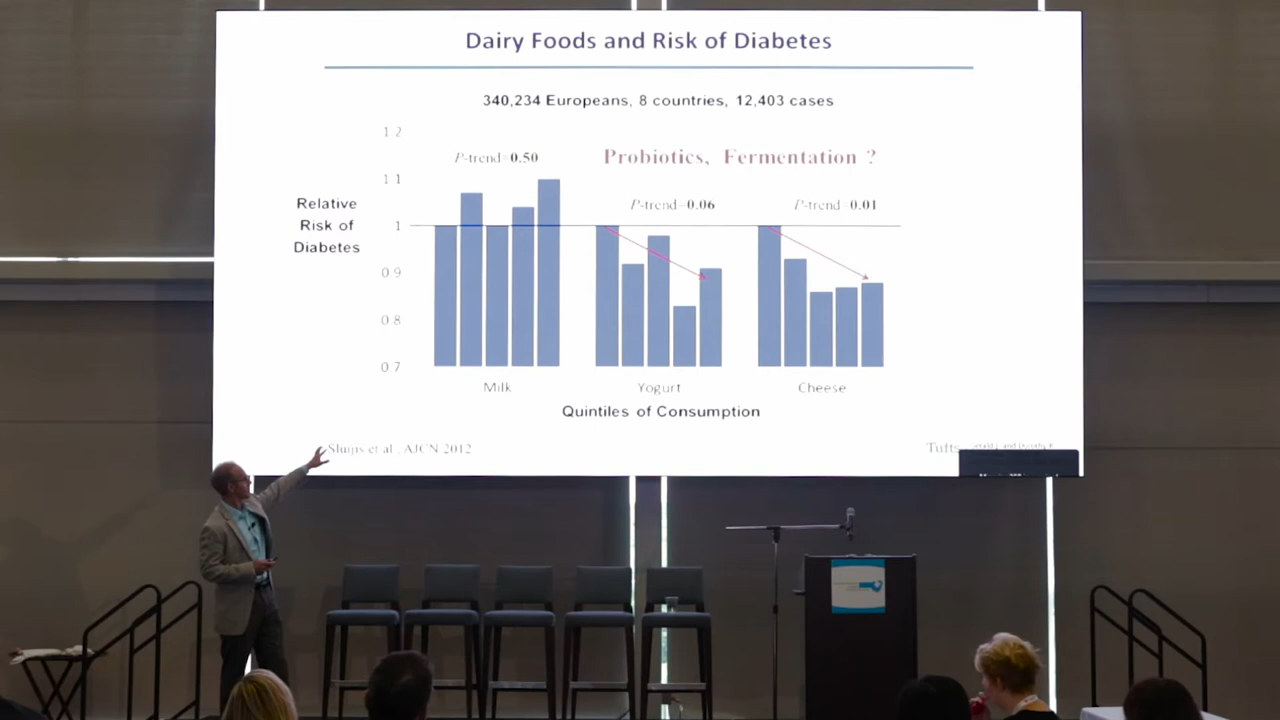 Dairy Foods and Risk of Diabetes
340,234 Europeans, 8 countries, 12,403 cases
1.2
P-trend=0.50
Probiotics, Fermentation ?
1.1
P-trend=0.06
P-trend=0.01
Relative
Risk of
Diabetes
1
0.9
0.8
0.7
Milk
Yogurt
Cheese
Quintiles of Consumption
Sluijs et al., AJCN 2012
Tufts